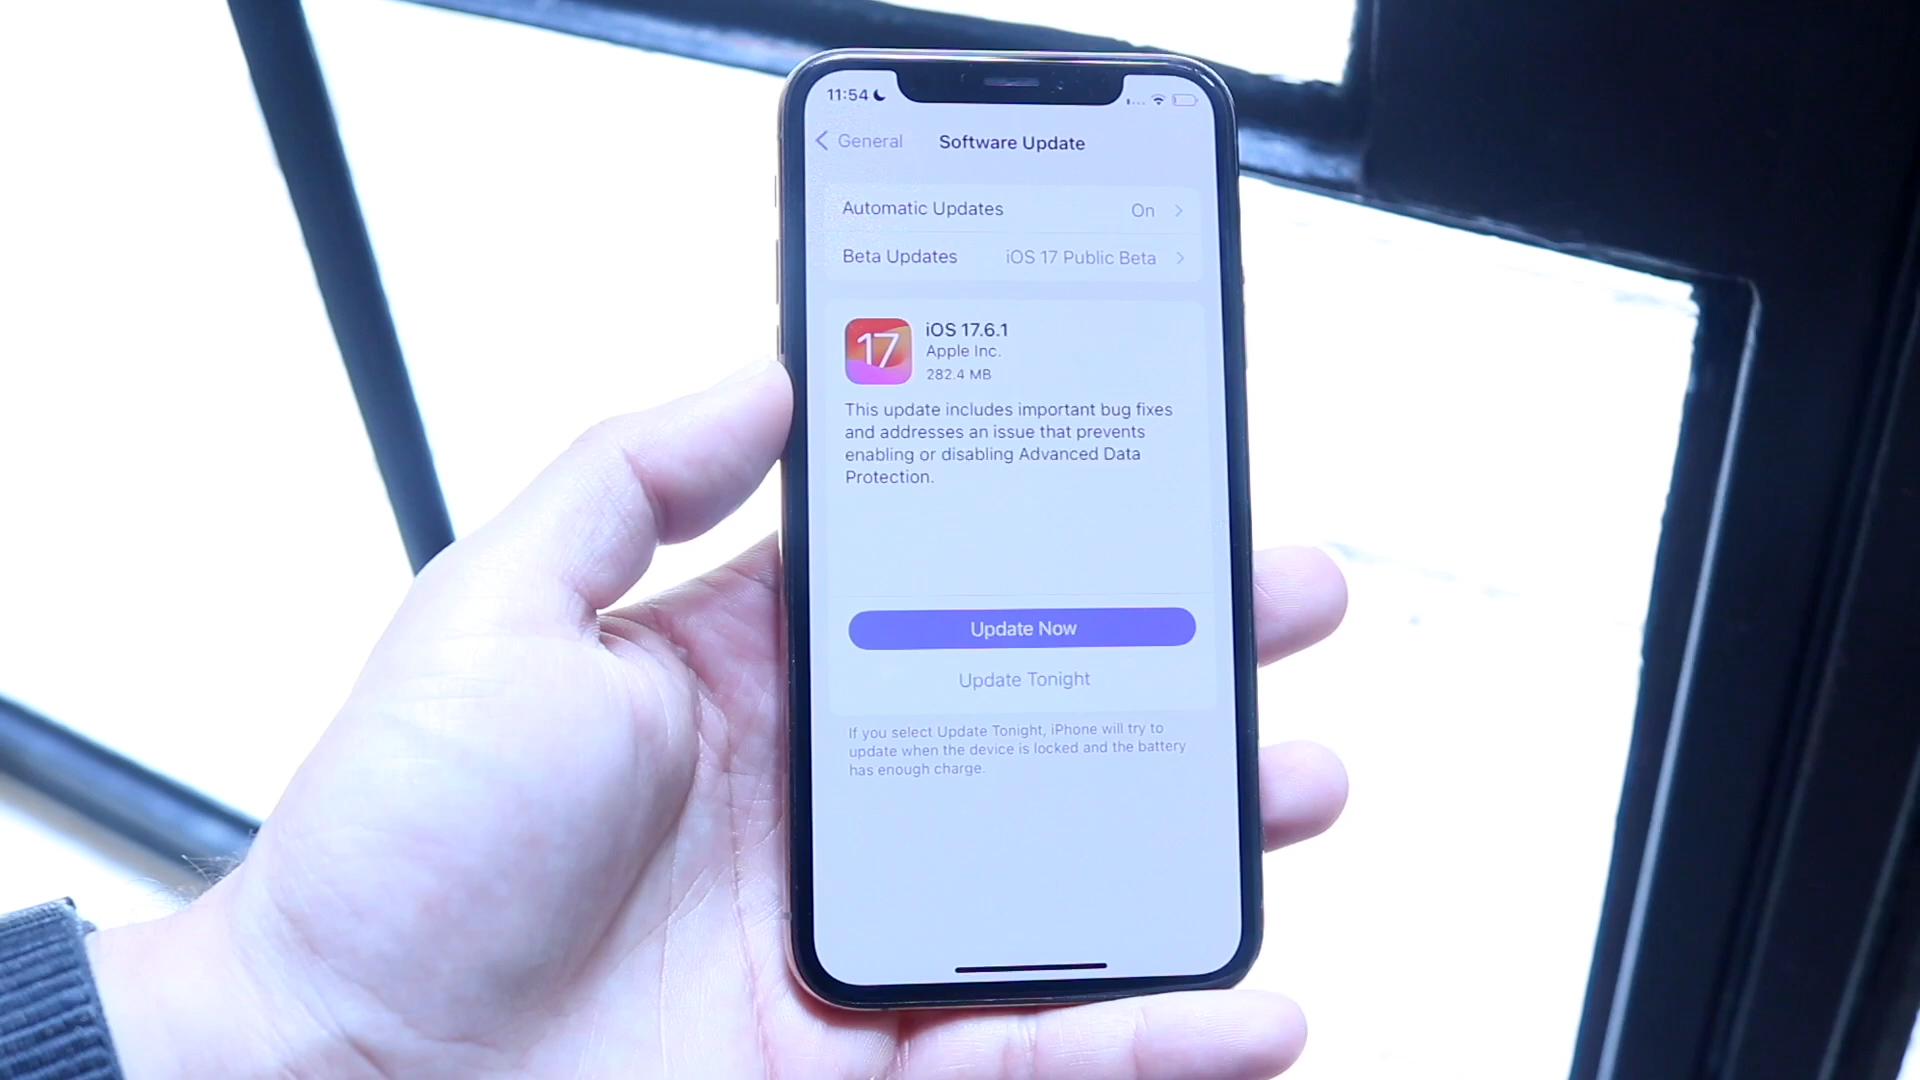 11:54
General
Software Update
Automatic Updates On
Beta Updates iOS 17 Public Beta
17
iOS 17.6.1
Apple Inc.
282.4 MB
This update includes important bug fixes
and addresses an issue that prevents
enabling or disabling Advanced Data
Protection.
Update Now
Update Tonight
If you select Update Tonight, iPhone will try to
update when the device is locked and the battery
has enough charge.